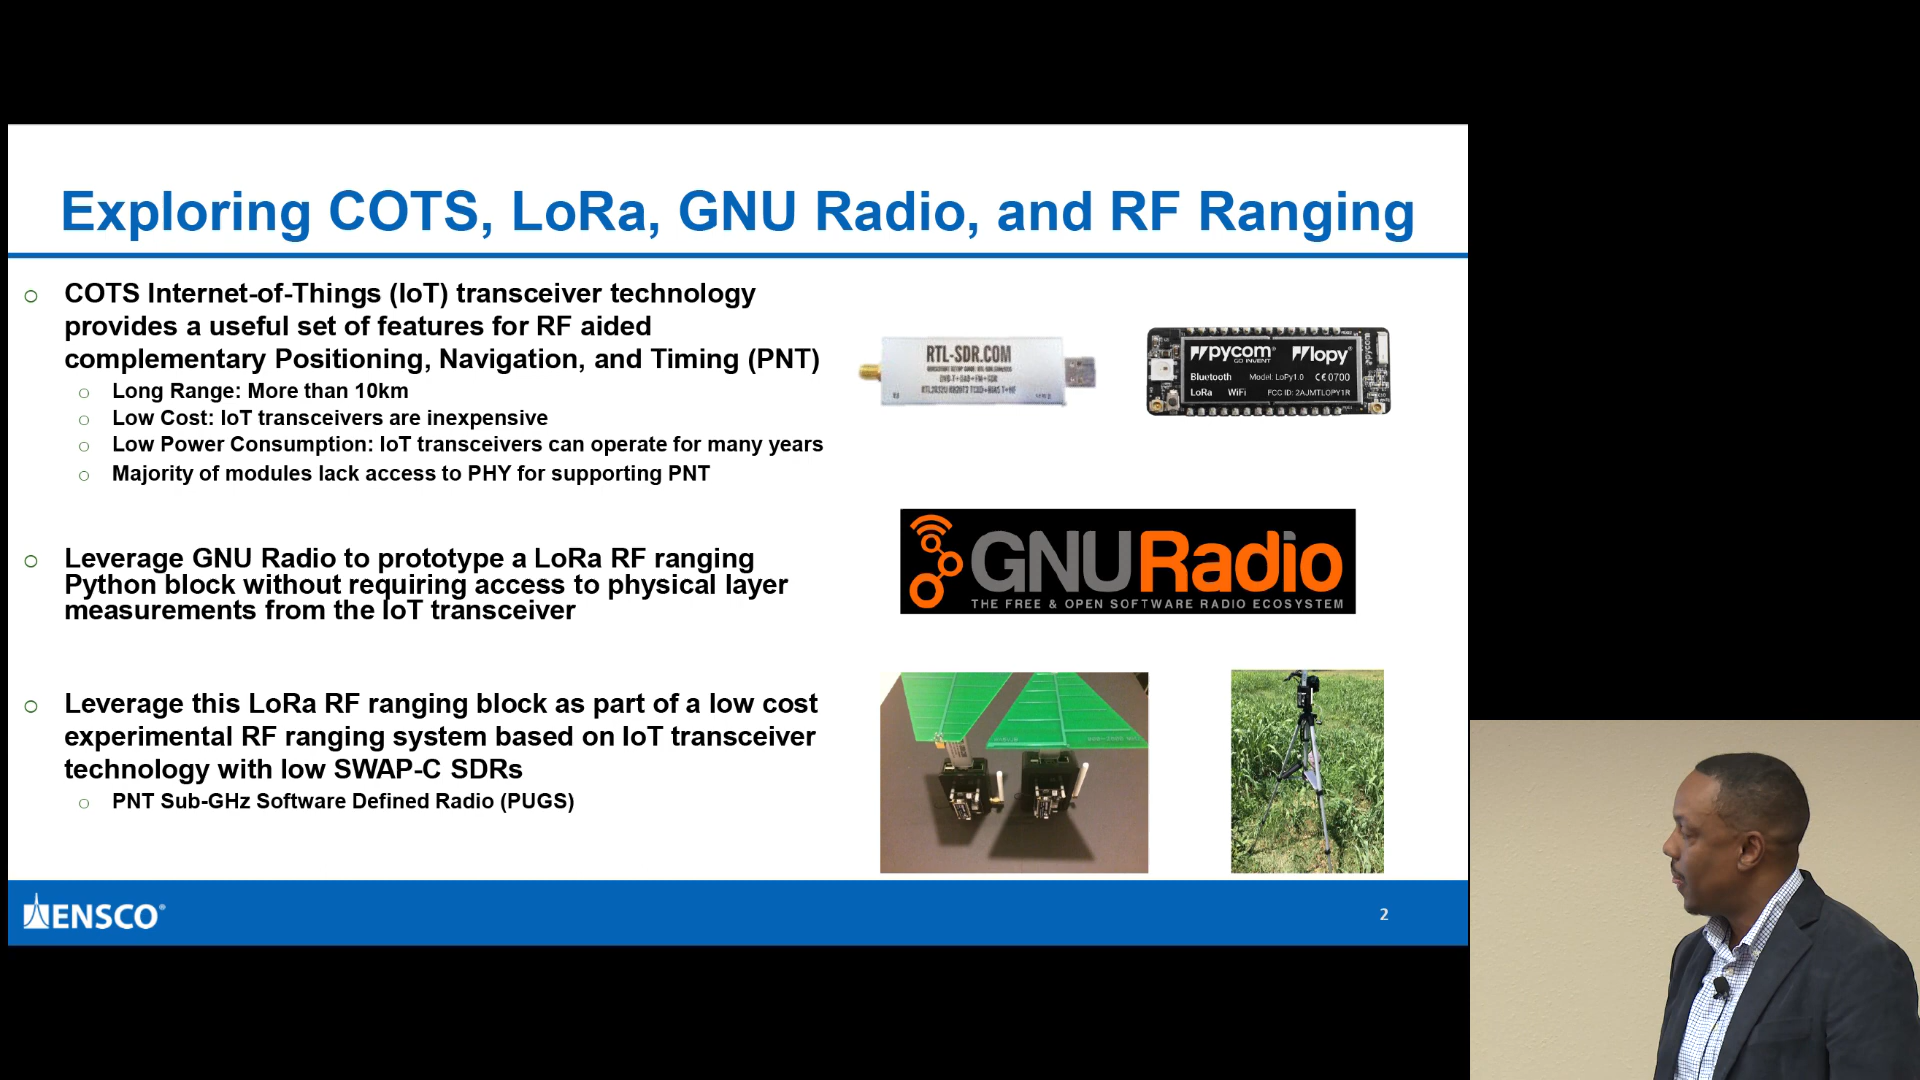 Exploring COTS, LoRa, GNU Radio, and RF Ranging
COTS Internet-of-Things (IoT) transceiver technology
provides a useful set of features for RF aided
complementary Positioning, Navigation, and Timing (PNT)
Long Range: More than 10km
Low Cost: IoT transceivers are inexpensive
Low Power Consumption: IoT transceivers can operate for many years
Majority of modules lack access to PHY for supporting PNT
Leverage GNU Radio to prototype a LoRa RF ranging
Python block without requiring access to physical layer
measurements from the IoT transceiver
Leverage this LoRa RF ranging block as part of a low cost
experimental RF ranging system based on IoT transceiver
technology with low SWAP-C SDRs
PNT Sub-GHz Software Defined Radio (PUGS)
RTL-SDR.COM
pycom lopy
GO INVENT
Bluetooth Model: LoPy1.0 CE0700
LoRa WiFi FCC ID: 2AJMTLOPY1R
GNURadio
THE FREE & OPEN SOFTWARE RADIO ECOSYSTEM
ENSCO
2